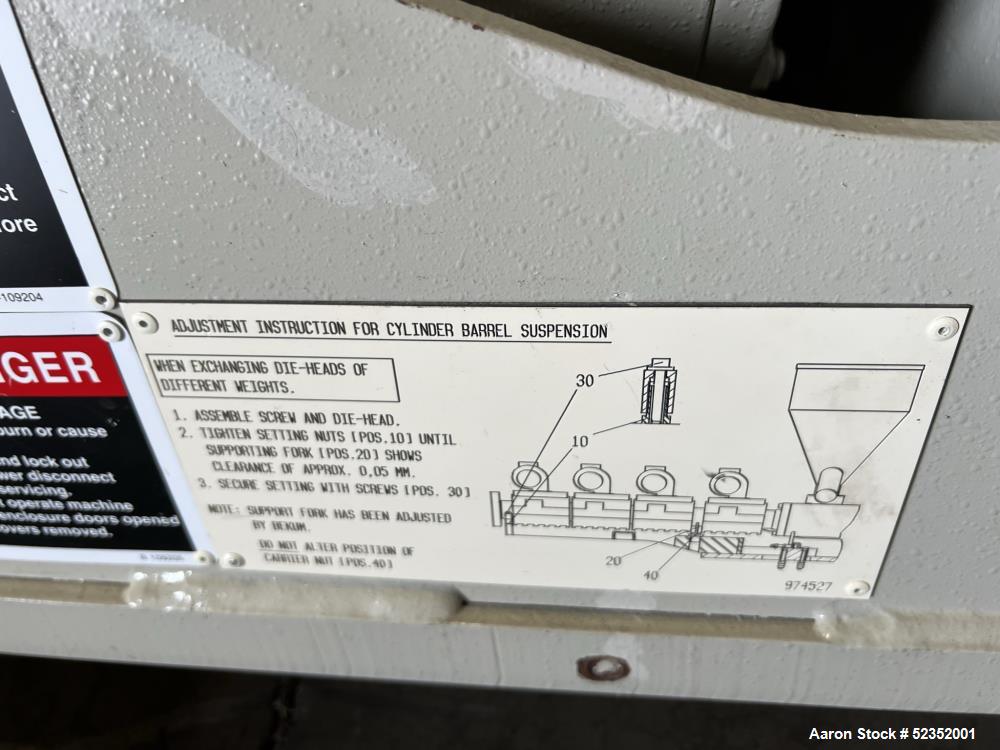 ct
ore
109204
GER
AGE
ourn or cause
nd lock out
wer disconnect
servicing.
t operate machine
enclosure doors opened
overs removed.
ADJUSTMENT INSTRUCTION FOR CYLINDER BARREL SUSPENSION
WHEN EXCHANGING DIE-HEADS OF
DIFFERENT WEIGHTS.
1. ASSEMBLE SCREW AND DIE-HEAD.
2. TIGHTEN SETTING NUTS [POS.10] UNTIL
SUPPORTING FORK [POS.20] SHOWS
CLEARANCE OF APPROX. 0,05 MM.
3. SECURE SETTING WITH SCREWS [POS. 30]
NOTE: SUPPORT FORK HAS BEEN ADJUSTED
BY BEKUM.
DO NOT ALTER POSITION OF
CARRIER NUT [POS.40]
30
10
20
40
974527
Aaron Stock # 52352001